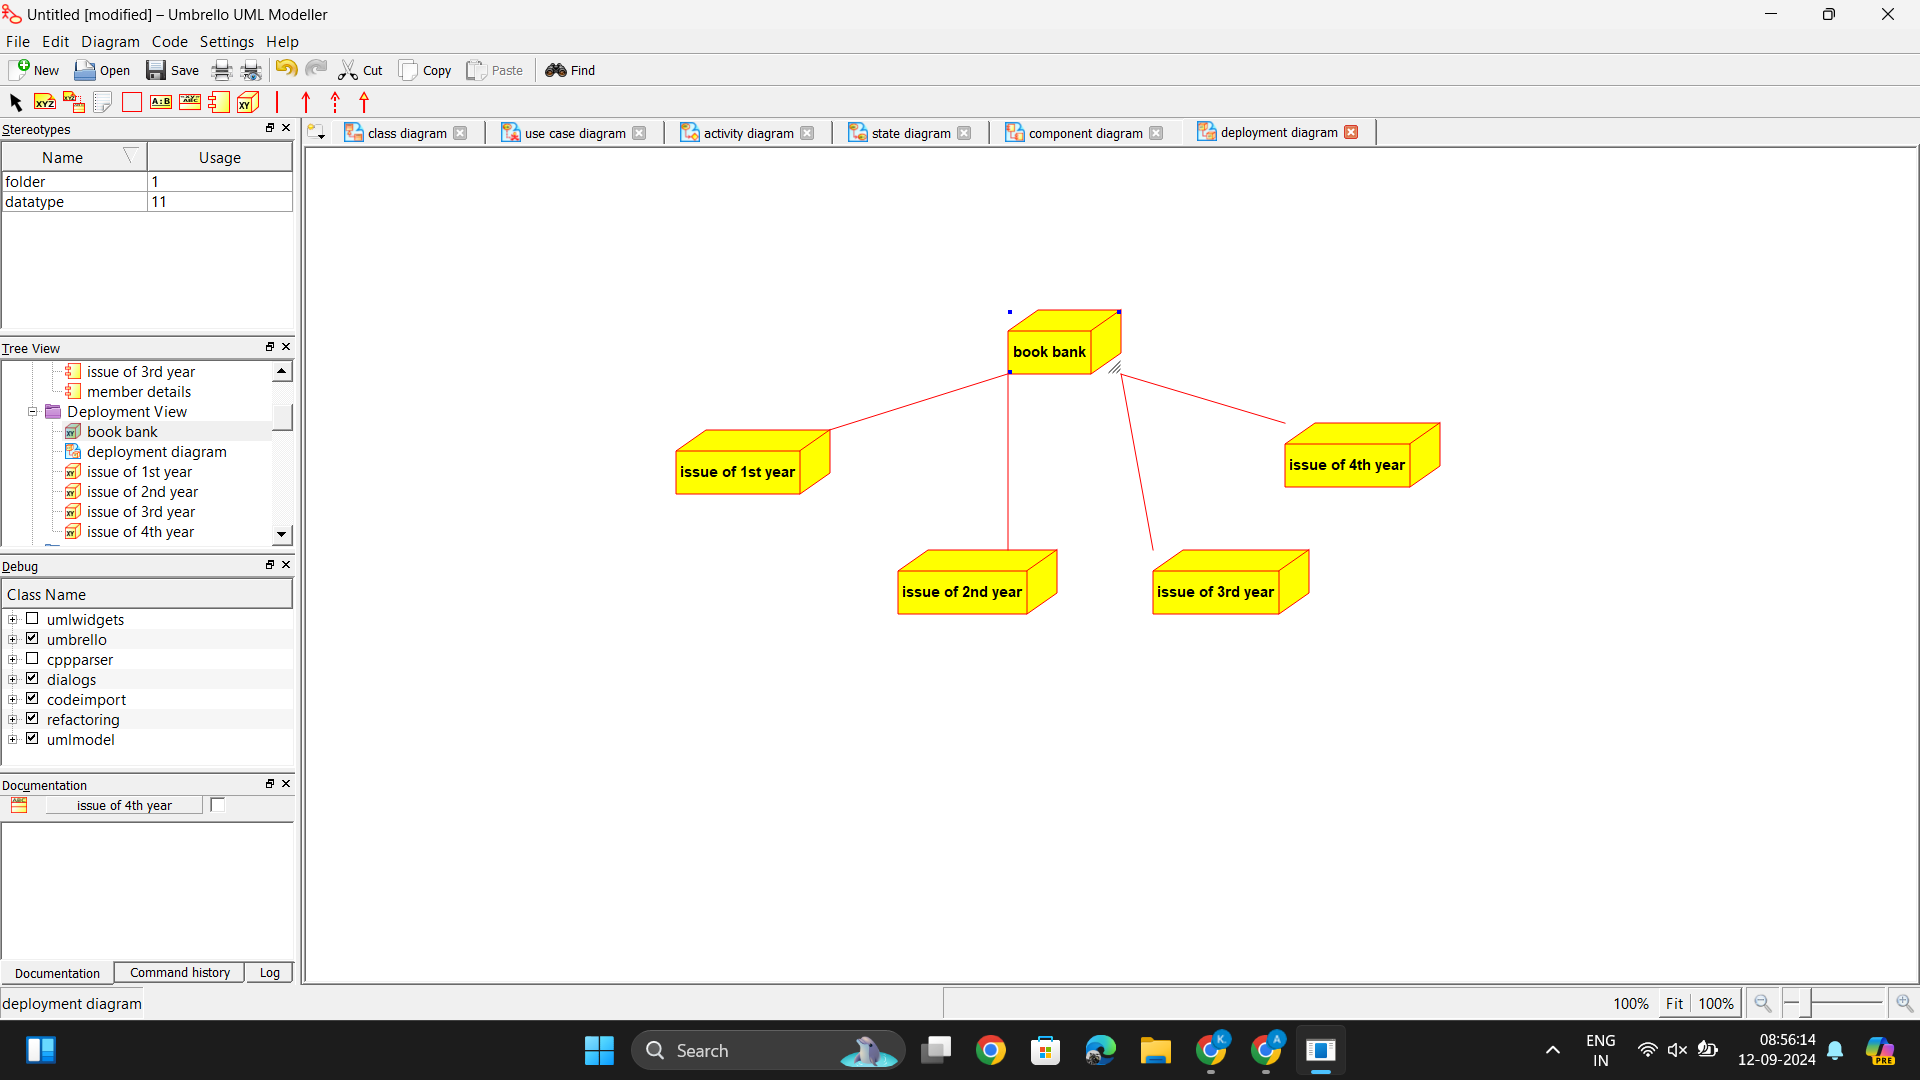 Untitled [modified] – Umbrello UML Modeller
File Edit Diagram Code Settings Help
New Open Save Cut Copy Paste Find
XYZ XYZ A:B ABC XY
Stereotypes
class diagram use case diagram activity diagram state diagram component diagram deployment diagram
Name Usage
folder 1
datatype 11
Tree View
issue of 3rd year
member details
Deployment View
book bank
deployment diagram
issue of 1st year
issue of 2nd year
issue of 3rd year
issue of 4th year
book bank
issue of 1st year
issue of 4th year
issue of 2nd year
issue of 3rd year
Debug
Class Name
umlwidgets
umbrello
cppparser
dialogs
codeimport
refactoring
umlmodel
Documentation
issue of 4th year
Documentation Command history Log
deployment diagram
100% Fit 100%
Search
K
A
ENG
IN
08:56:14
12-09-2024
PRE